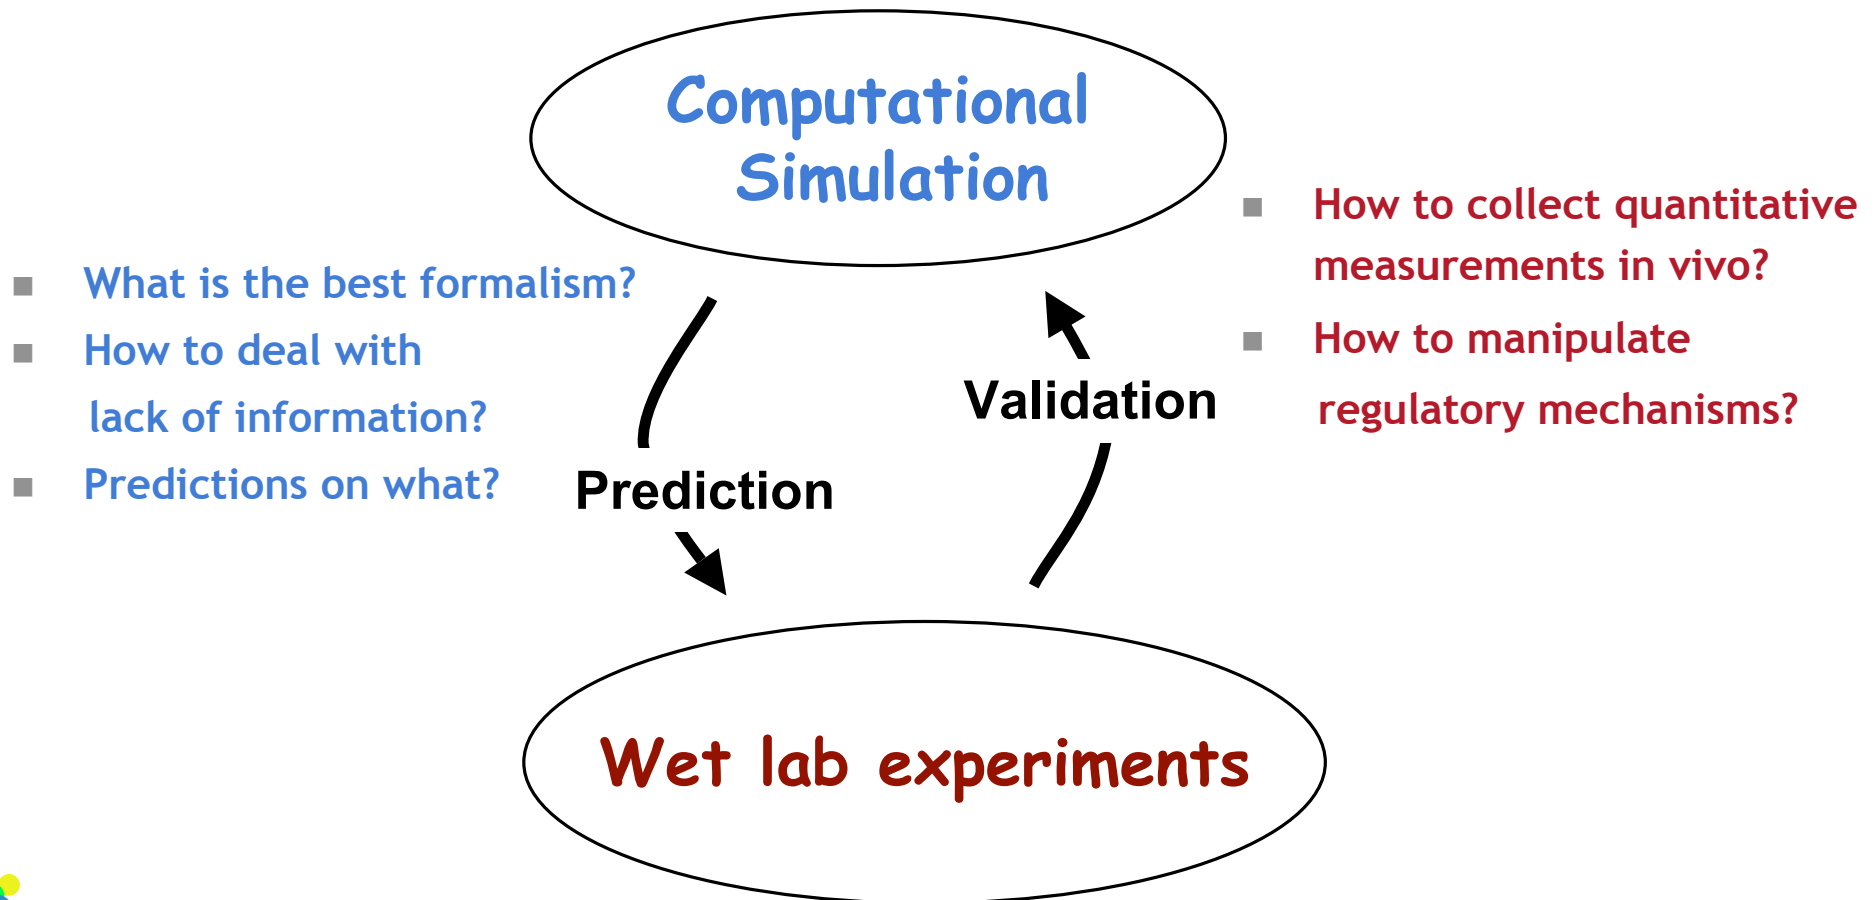 Computational
Simulation
What is the best formalism?
How to deal with
lack of information?
Predictions on what?
How to collect quantitative
measurements in vivo?
How to manipulate
regulatory mechanisms?
Validation
Prediction
Wet lab experiments